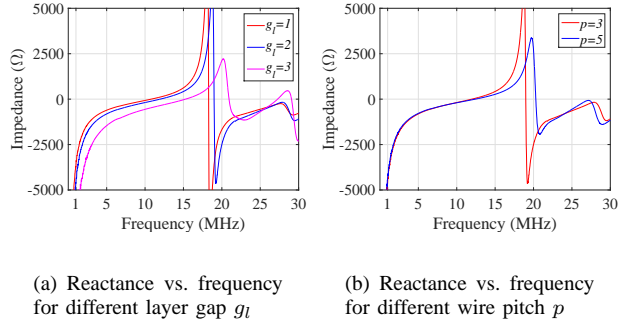 5000
2500
0
-2500
-5000
Impedance (Ω)
1 5 10 15 20 25 30
Frequency (MHz)
g_l=1
g_l=2
g_l=3
5000
2500
0
-2500
-5000
Impedance (Ω)
1 5 10 15 20 25 30
Frequency (MHz)
p=3
p=5
(a) Reactance vs. frequency
for different layer gap g_l
(b) Reactance vs. frequency
for different wire pitch p